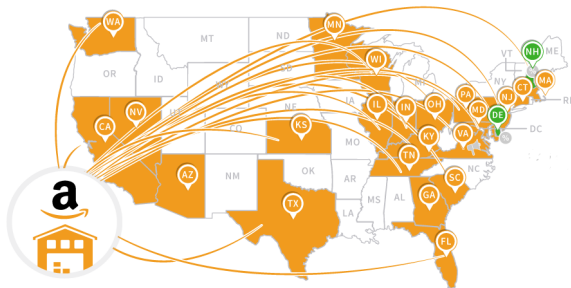 WA
MT
ND
MN
NH
VT
ME
OR
ID
WI
NY
MA
CT
RI
NV
CA
NE
IA
IL
IN
OH
PA
NJ
MD
DE
DC
KS
MO
KY
VA
TN
NC
AZ
NM
OK
AR
SC
TX
LA
MS
AL
GA
FL
a